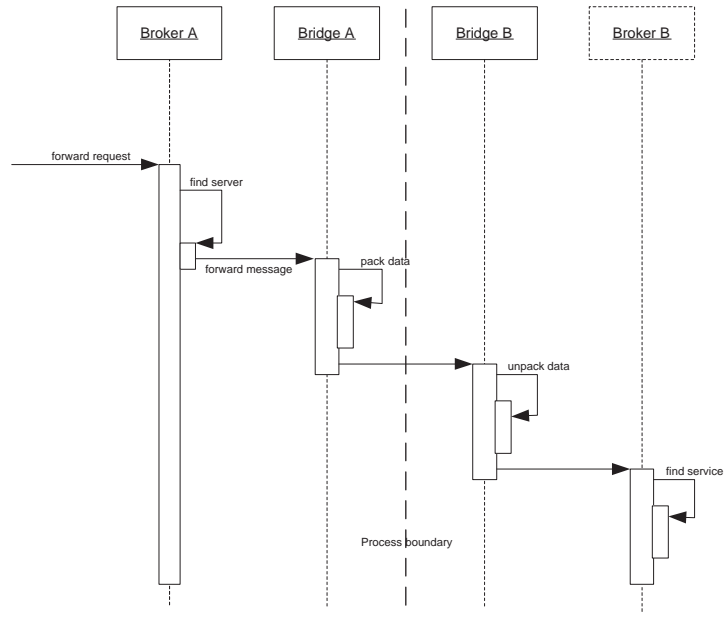 Broker A
Bridge A
Bridge B
Broker B
forward request
find server
forward message
pack data
unpack data
find service
Process boundary